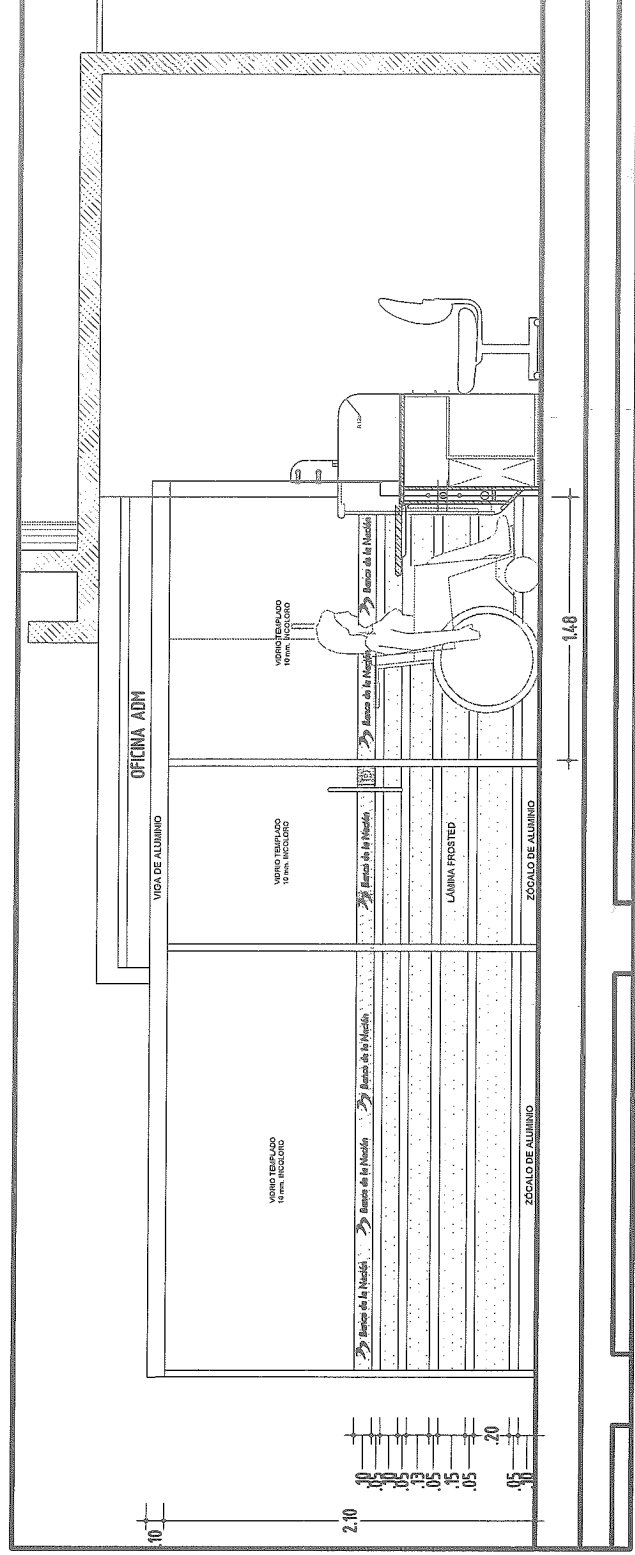 OFICINA ADM
VIGA DE ALUMINIO
.10
VIDRIO TEMPLADO
10 mm. INCOLORO
VIDRIO TEMPLADO
10 mm. INCOLORO
VIDRIO TEMPLADO
10 mm. INCOLORO
2.10
Banco de la Nación
Banco de la Nación
Banco de la Nación
Banco de la Nación
Banco de la Nación
Banco de la Nación
.10
.05
.10
.05
.13
.05
.15
.05
.20
.05
.10
LÁMINA FROSTED
ZÓCALO DE ALUMINIO
ZÓCALO DE ALUMINIO
1.48